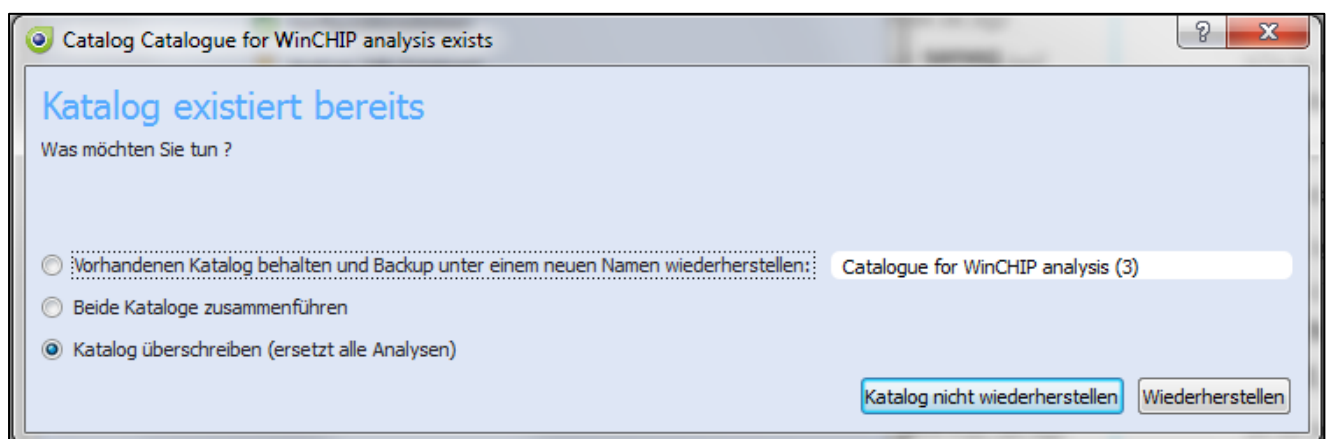 Catalog Catalogue for WinCHIP analysis exists
Katalog existiert bereits
Was möchten Sie tun ?
Vorhandenen Katalog behalten und Backup unter einem neuen Namen wiederherstellen: Catalogue for WinCHIP analysis (3)
Beide Kataloge zusammenführen
Katalog überschreiben (ersetzt alle Analysen)
Katalog nicht wiederherstellen Wiederherstellen